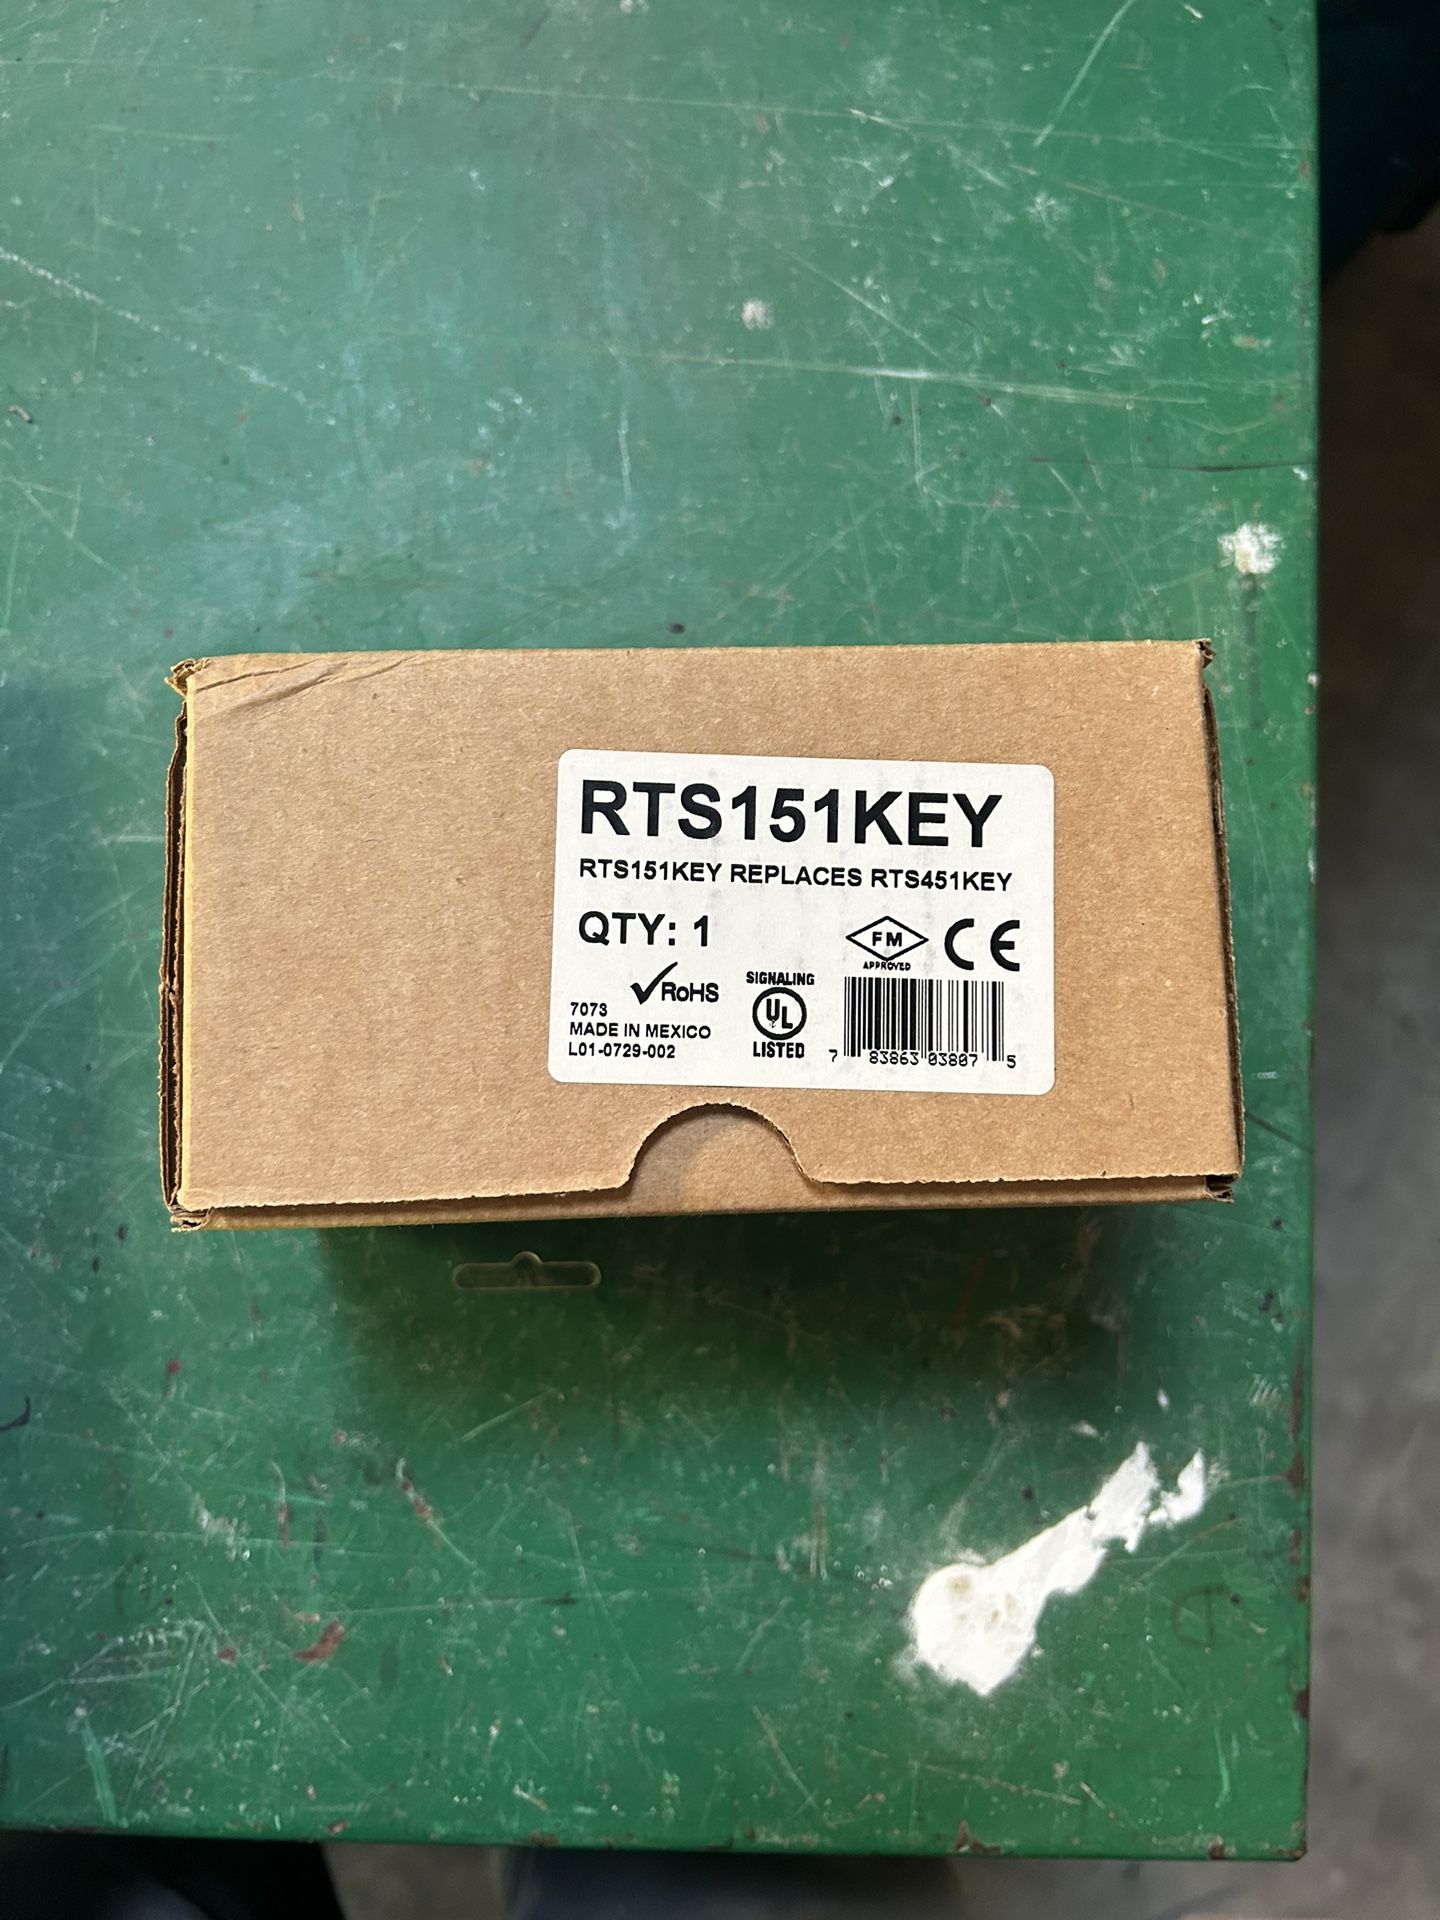 RTS151KEY
RTS151KEY REPLACES RTS451KEY
QTY: 1
FM
APPROVED
CE
RoHS
SIGNALING
UL
LISTED
7073
MADE IN MEXICO
L01-0729-002
7 83863 03807 5